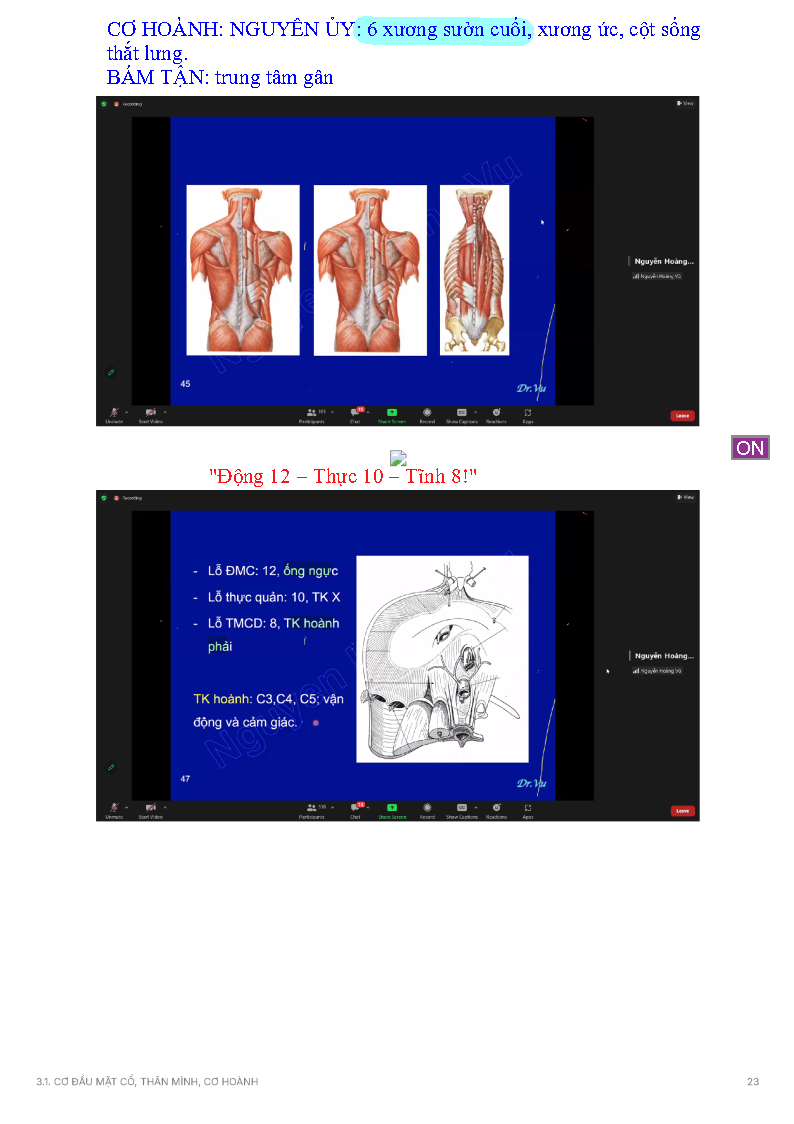 CƠ HOÀNH: NGUYÊN ỦY: 6 xương sườn cuối, xương ức, cột sống
thắt lưng.
BÁM TẬN: trung tâm gân
Recording
View
Nguyễn Hoàng...
Nguyễn Hoàng Vũ
45
Dr.Vu
Unmute
Start Video
Participants
Chat
Share Screen
Record
Show Captions
Reactions
Apps
Leave
ON
"Động 12 – Thực 10 – Tĩnh 8!"
Recording
View
- Lỗ ĐMC: 12, ống ngực
- Lỗ thực quản: 10, TK X
- Lỗ TMCD: 8, TK hoành
phải
TK hoành: C3,C4, C5; vận
động và cảm giác.
Nguyễn Hoàng...
Nguyễn Hoàng Vũ
47
Dr.Vu
Unmute
Start Video
Participants
Chat
Share Screen
Record
Show Captions
Reactions
Apps
Leave
3.1. CƠ ĐẦU MẶT CỔ, THÂN MÌNH, CƠ HOÀNH
23